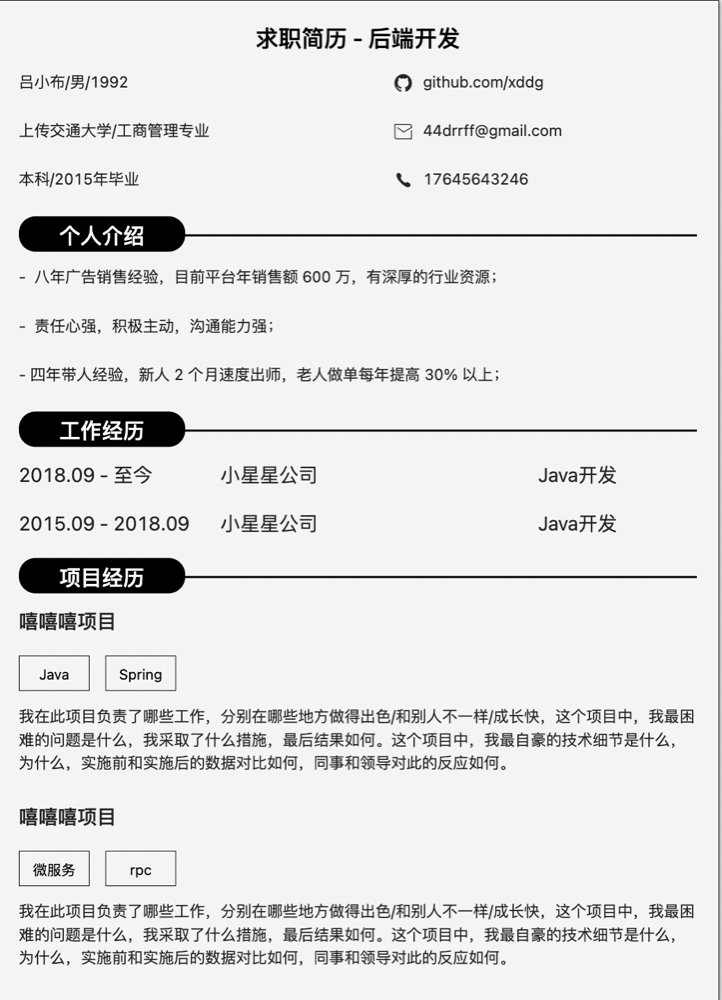 求职简历 - 后端开发
吕小布/男/1992
github.com/xddg
上传交通大学/工商管理专业
44drrff@gmail.com
本科/2015年毕业
17645643246
个人介绍
- 八年广告销售经验，目前平台年销售额 600 万，有深厚的行业资源；
- 责任心强，积极主动，沟通能力强；
- 四年带人经验，新人 2 个月速度出师，老人做单每年提高 30% 以上；
工作经历
2018.09 - 至今 小星星公司 Java开发
2015.09 - 2018.09 小星星公司 Java开发
项目经历
嘻嘻嘻项目
Java Spring
我在此项目负责了哪些工作，分别在哪些地方做得出色/和别人不一样/成长快，这个项目中，我最困
难的问题是什么，我采取了什么措施，最后结果如何。这个项目中，我最自豪的技术细节是什么，
为什么，实施前和实施后的数据对比如何，同事和领导对此的反应如何。
嘻嘻嘻项目
微服务 rpc
我在此项目负责了哪些工作，分别在哪些地方做得出色/和别人不一样/成长快，这个项目中，我最困
难的问题是什么，我采取了什么措施，最后结果如何。这个项目中，我最自豪的技术细节是什么，
为什么，实施前和实施后的数据对比如何，同事和领导对此的反应如何。